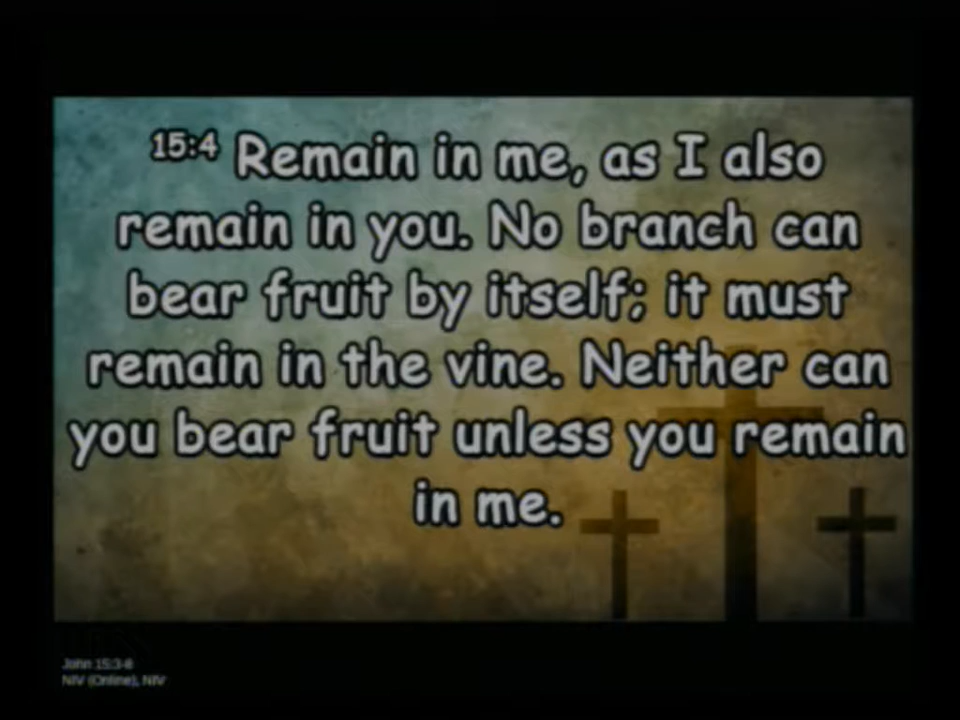 15:4 Remain in me, as I also
remain in you. No branch can
bear fruit by itself; it must
remain in the vine. Neither can
you bear fruit unless you remain
in me.
John 15:3-8
NIV (Online), NIV